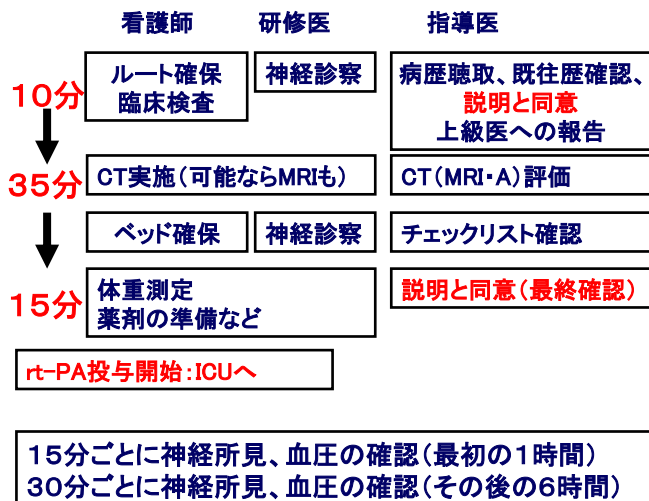 看護師 研修医 指導医
10分
ルート確保
臨床検査
神経診察
病歴聴取、既往歴確認、
説明と同意
上級医への報告
35分
CT実施(可能ならMRIも)
CT(MRI・A)評価
ベッド確保
神経診察
チェックリスト確認
15分
体重測定
薬剤の準備など
説明と同意(最終確認)
rt-PA投与開始:ICUへ
15分ごとに神経所見、血圧の確認(最初の1時間)
30分ごとに神経所見、血圧の確認(その後の6時間)